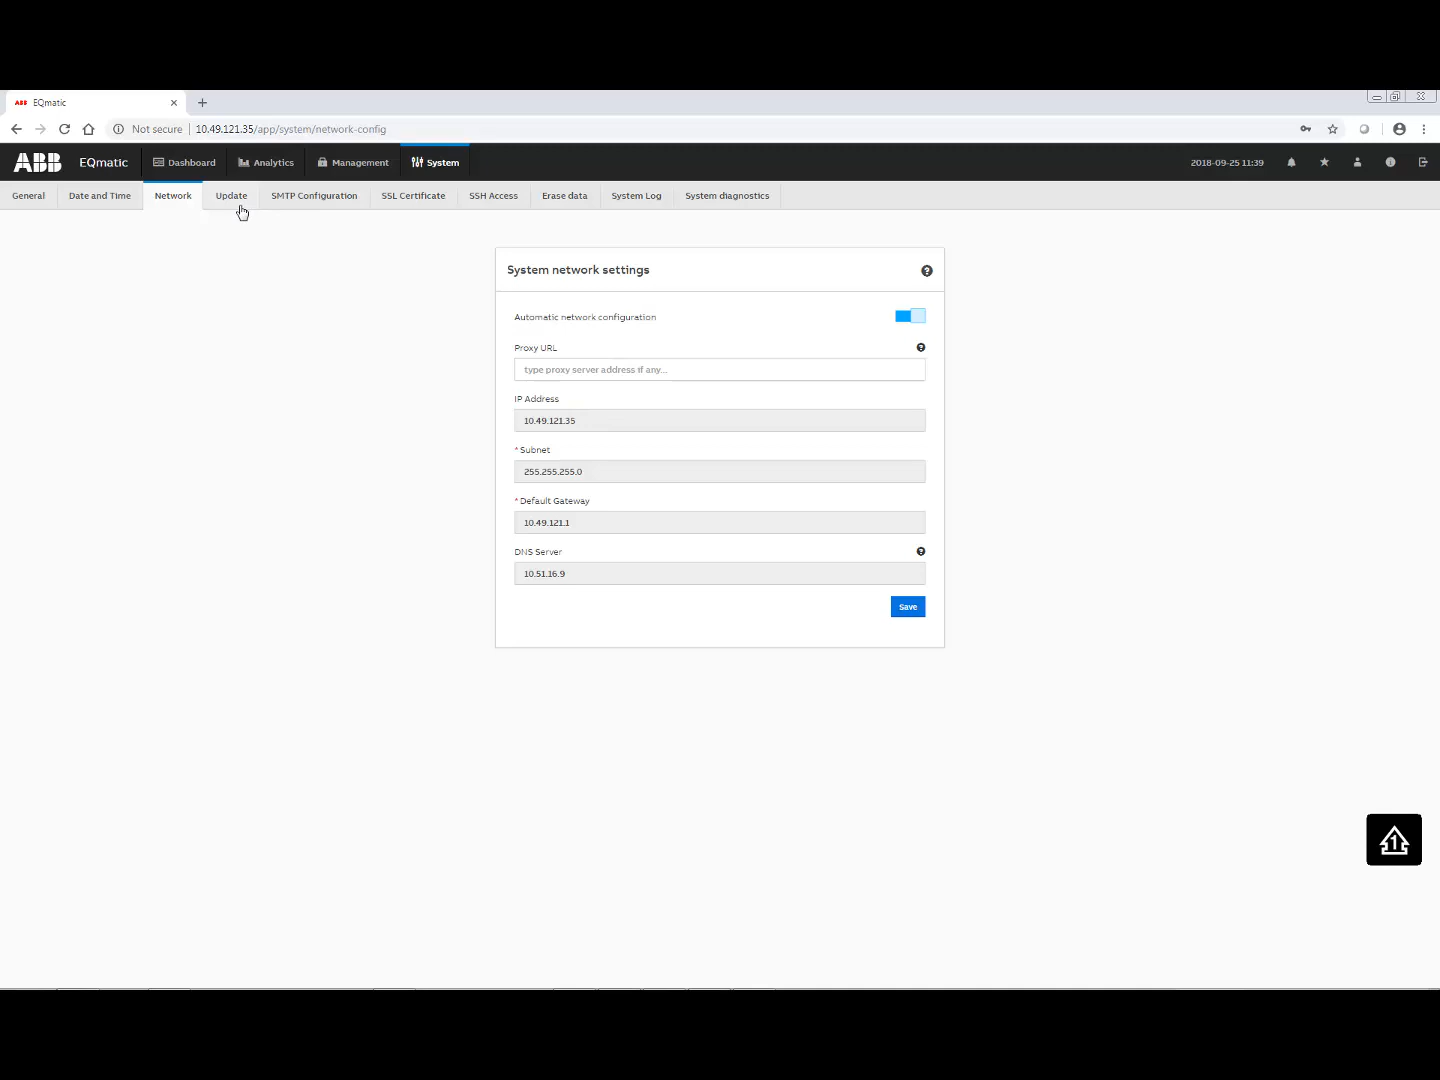 ABB EQmatic
Not secure 10.49.121.35/app/system/network-config
ABB EQmatic Dashboard Analytics Management System 2018-09-25 11:39
General Date and Time Network Update SMTP Configuration SSL Certificate SSH Access Erase data System Log System diagnostics
System network settings
Automatic network configuration
Proxy URL
type proxy server address if any...
IP Address
10.49.121.35
* Subnet
255.255.255.0
* Default Gateway
10.49.121.1
DNS Server
10.51.16.9
Save
1